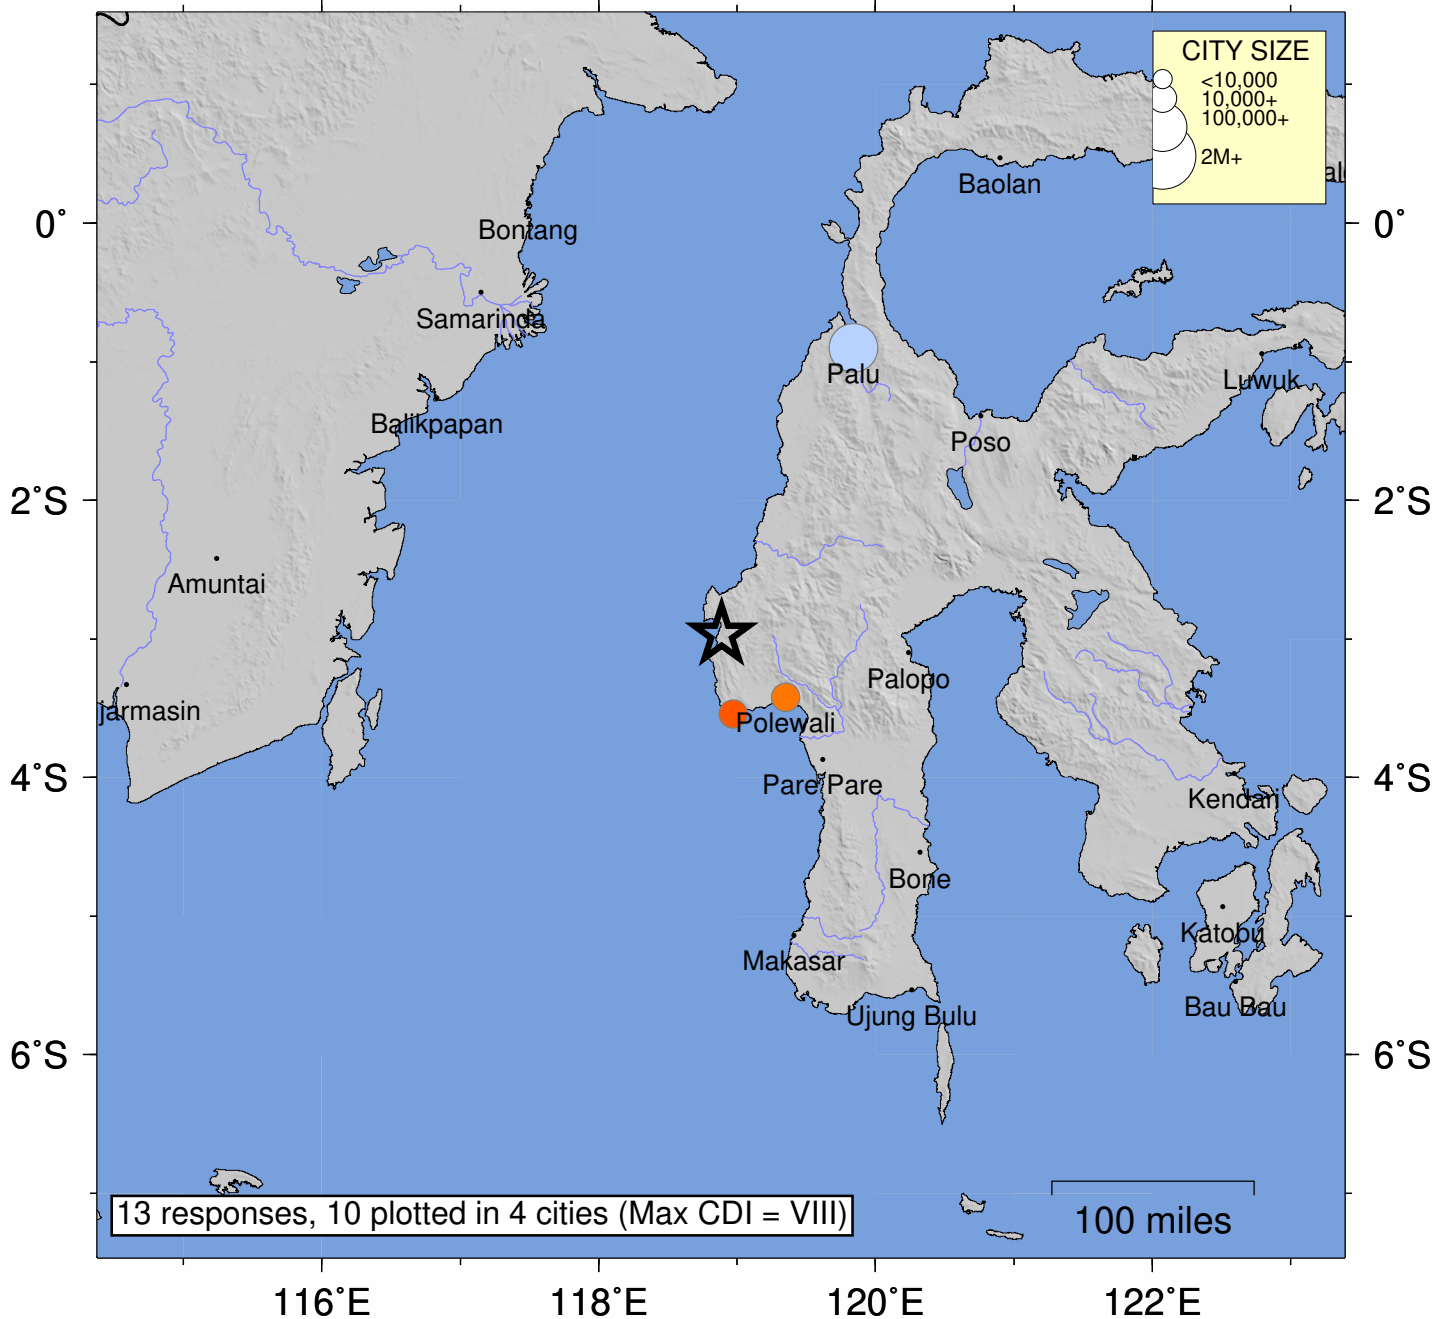 CITY SIZE
<10,000
10,000+
100,000+
2M+
Baolan
0˚
0˚
Bontang
Samarinda
Palu
Luwuk
Balikpapan
Poso
2˚S
2˚S
Amuntai
Palopo
jarmasin
Polewali
4˚S
4˚S
Pare Pare
Kendari
Bone
Katobu
Makasar
Bau Bau
Ujung Bulu
6˚S
6˚S
13 responses, 10 plotted in 4 cities (Max CDI = VIII)
100 miles
116˚E
118˚E
120˚E
122˚E